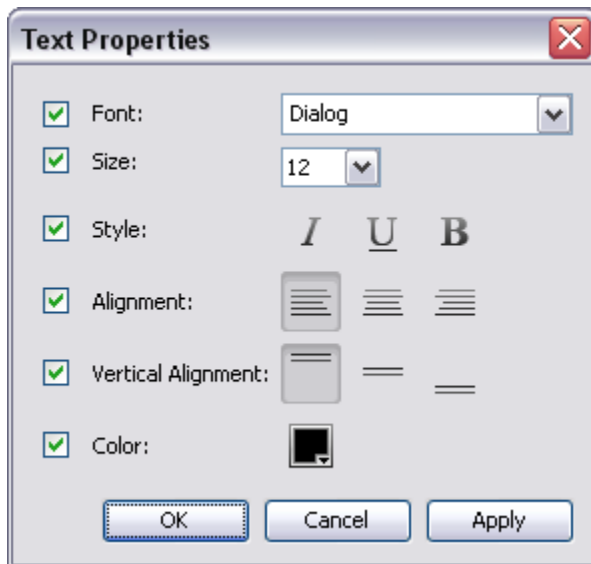 Text Properties
Font: Dialog
Size: 12
Style: I U B
Alignment:
Vertical Alignment:
Color:
OK Cancel Apply